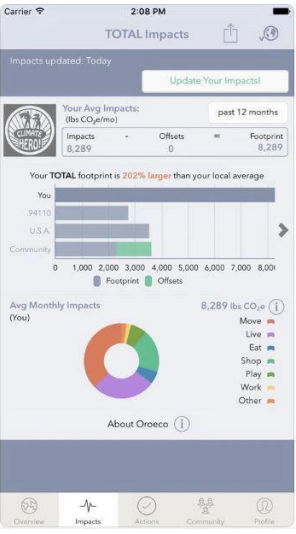 Carrier 2:08 PM
TOTAL Impacts
Impacts updated: Today
Update Your Impacts!
CLIMATE
HERO!
Your Avg Impacts:
(lbs CO₂e/mo)
past 12 months
Impacts - Offsets = Footprint
8,289 0 8,289
Your TOTAL footprint is 202% larger than your local average
You
94110
U.S.A.
Community
0 1,000 2,000 3,000 4,000 5,000 6,000 7,000 8,00
Footprint Offsets
Avg Monthly Impacts 8,289 lbs CO₂e i
(You)
Move
Live
Eat
Shop
Play
Work
Other
About Oroeco i
Overview Impacts Actions Community Profile